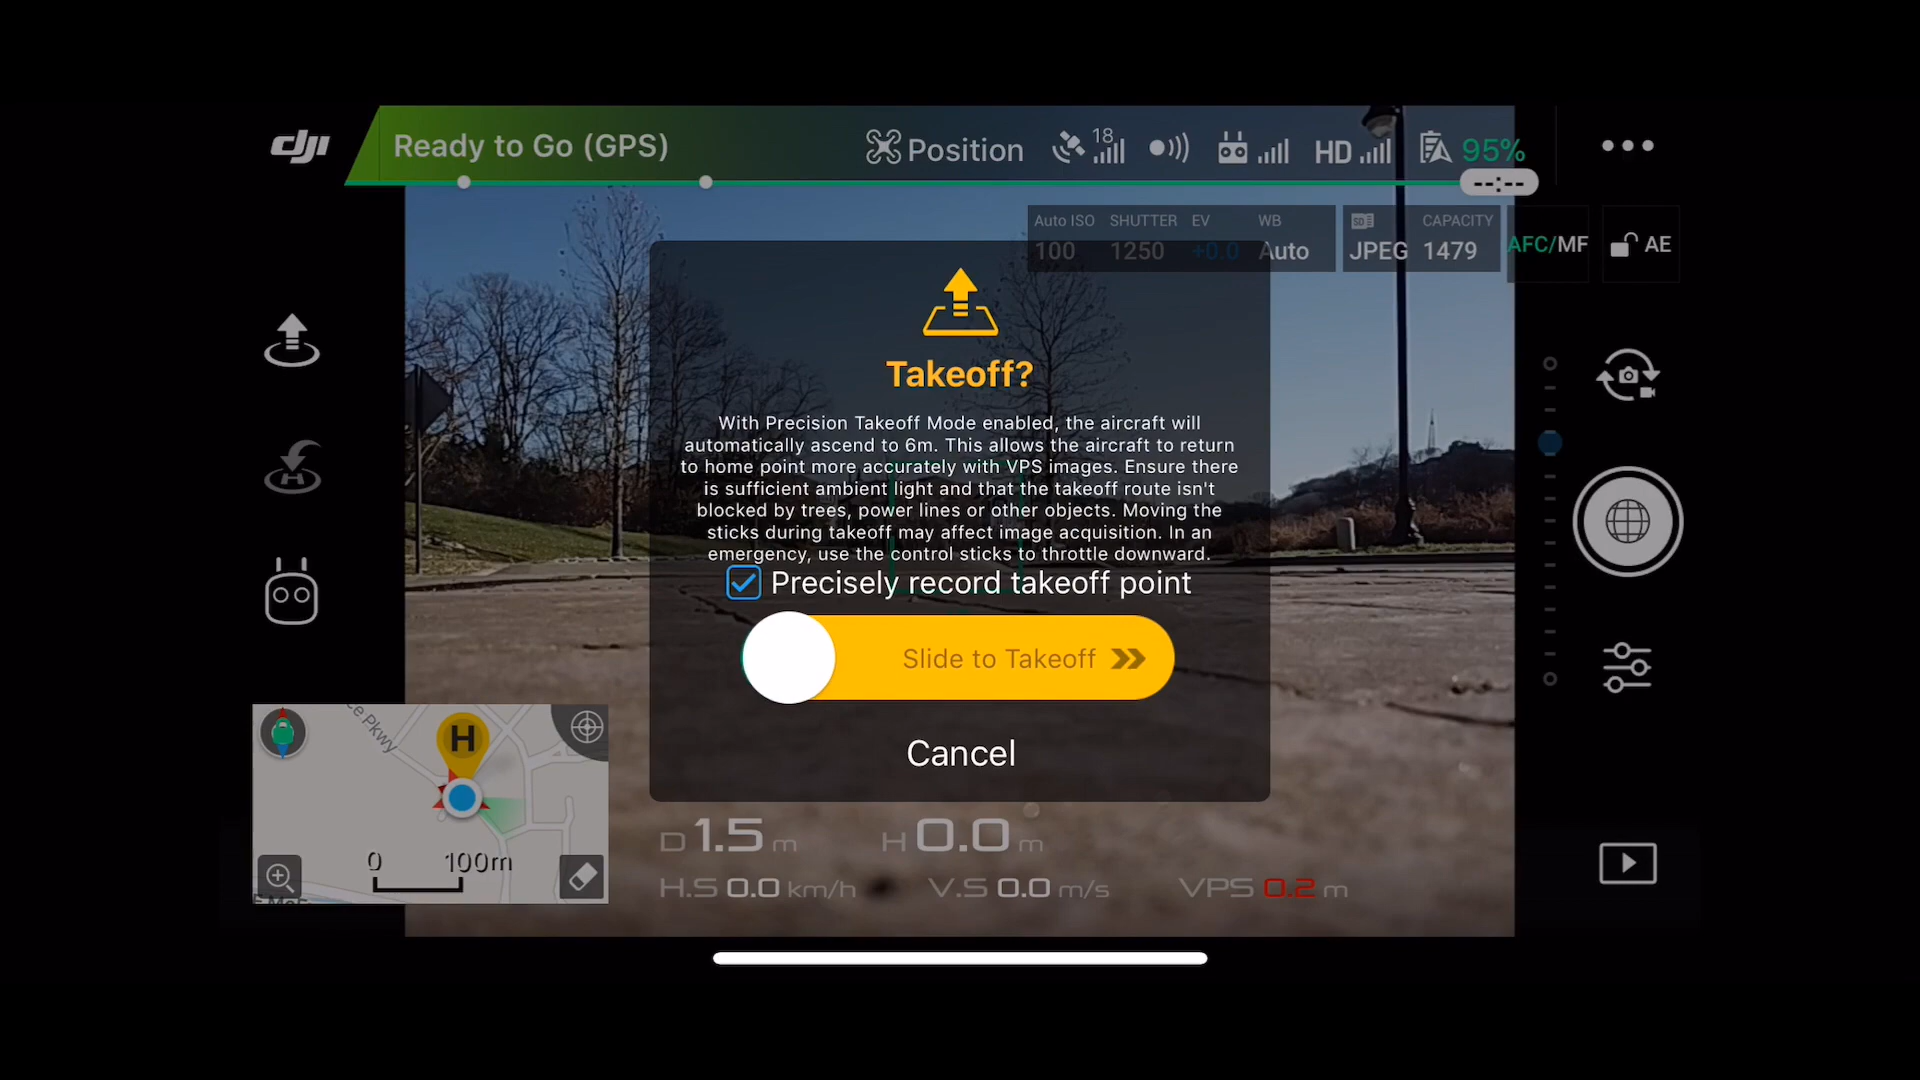 dji
Ready to Go (GPS)
Position
18
HD
95%
--:--
Auto ISO SHUTTER EV WB
100 1250 +0.0 Auto
SD
CAPACITY
JPEG 1479
AFC/MF
AE
Takeoff?
With Precision Takeoff Mode enabled, the aircraft will
automatically ascend to 6m. This allows the aircraft to return
to home point more accurately with VPS images. Ensure there
is sufficient ambient light and that the takeoff route isn't
blocked by trees, power lines or other objects. Moving the
sticks during takeoff may affect image acquisition. In an
emergency, use the control sticks to throttle downward.
Precisely record takeoff point
Slide to Takeoff
Cancel
H
ce Pkwy
H
0 100m
D 1.5 m H 0.0 m
H.S 0.0 km/h V.S 0.0 m/s VPS 0.2 m